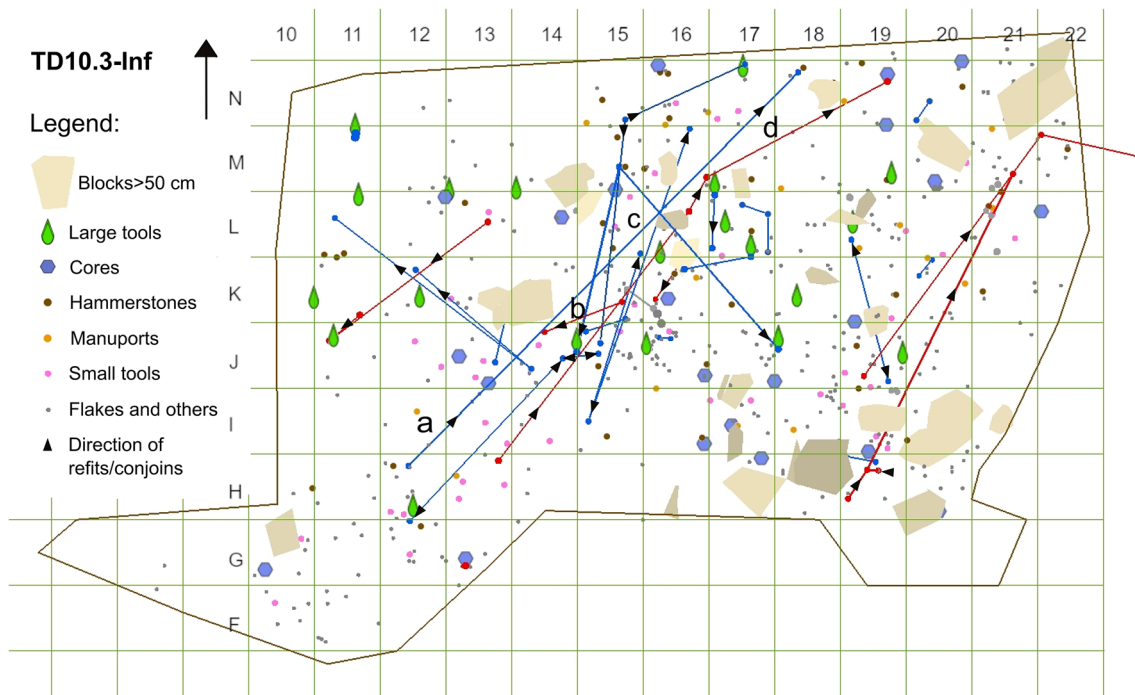 10 11 12 13 14 15 16 17 18 19 20 21 22
TD10.3-Inf
N
Legend:
d
M
Blocks>50 cm
c
L
Large tools
Cores
K
Hammerstones
b
Manuports
J
Small tools
Flakes and others
a
I
Direction of
refits/conjoins
H
G
F